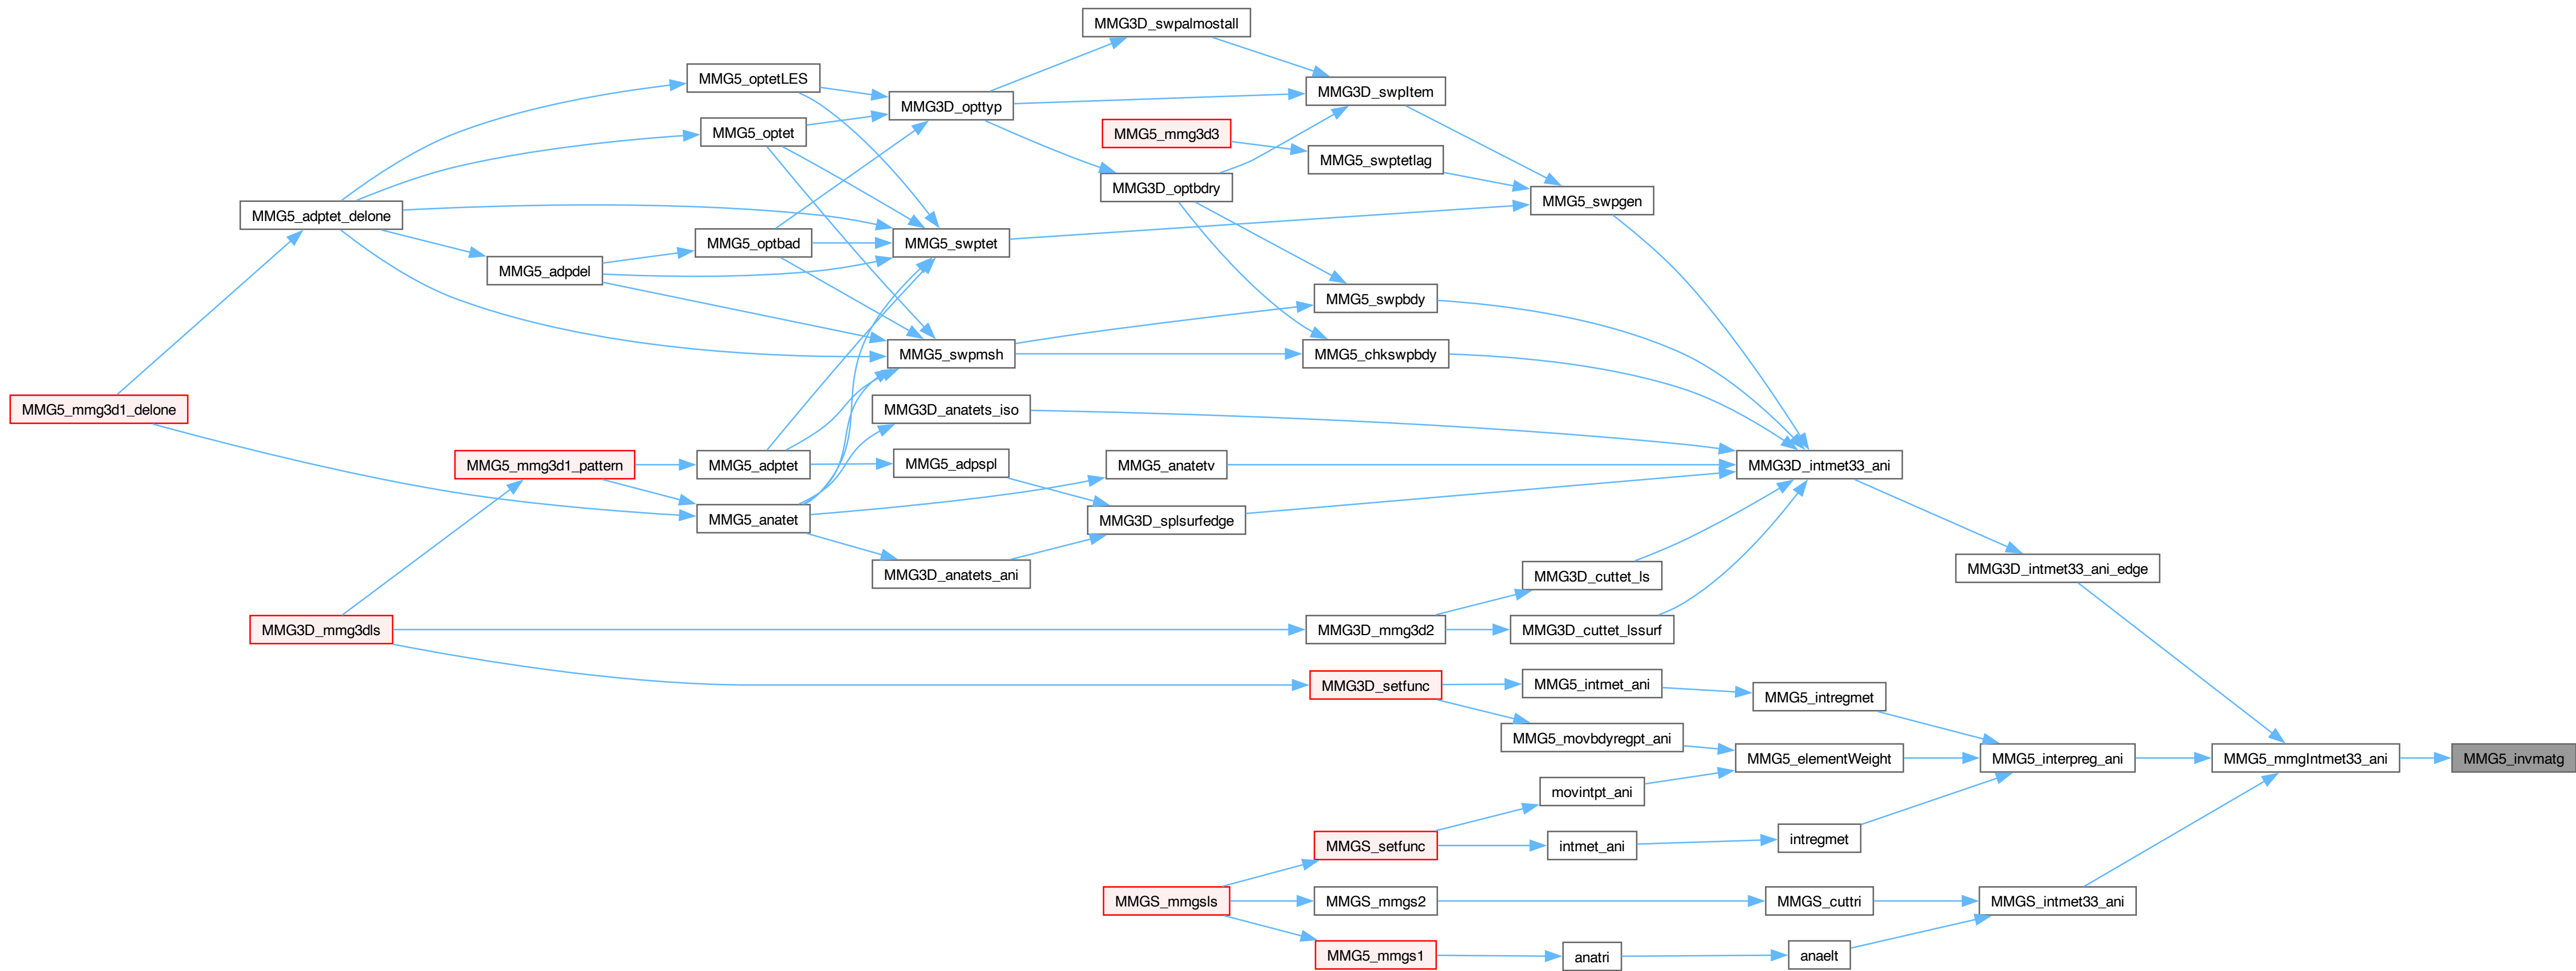 MMG3D_swpalmostall
MMG5_optetLES
MMG3D_swpItem
MMG3D_opttyp
MMG5_optet
MMG5_mmg3d3
MMG5_swptetlag
MMG3D_optbdry
MMG5_swpgen
MMG5_adptet_delone
MMG5_optbad
MMG5_swptet
MMG5_adpdel
MMG5_swpbdy
MMG5_swpmsh
MMG5_chkswpbdy
MMG5_mmg3d1_delone
MMG3D_anatets_iso
MMG5_mmg3d1_pattern
MMG5_adptet
MMG5_adpspl
MMG5_anatetv
MMG3D_intmet33_ani
MMG5_anatet
MMG3D_splsurfedge
MMG3D_anatets_ani
MMG3D_cuttet_ls
MMG3D_intmet33_ani_edge
MMG3D_mmg3dls
MMG3D_mmg3d2
MMG3D_cuttet_lssurf
MMG3D_setfunc
MMG5_intmet_ani
MMG5_intregmet
MMG5_movbdyregpt_ani
MMG5_elementWeight
MMG5_interpreg_ani
MMG5_mmgIntmet33_ani
MMG5_invmatg
movintpt_ani
MMGS_setfunc
intmet_ani
intregmet
MMGS_mmgsls
MMGS_mmgs2
MMGS_cuttri
MMGS_intmet33_ani
MMG5_mmgs1
anatri
anaelt